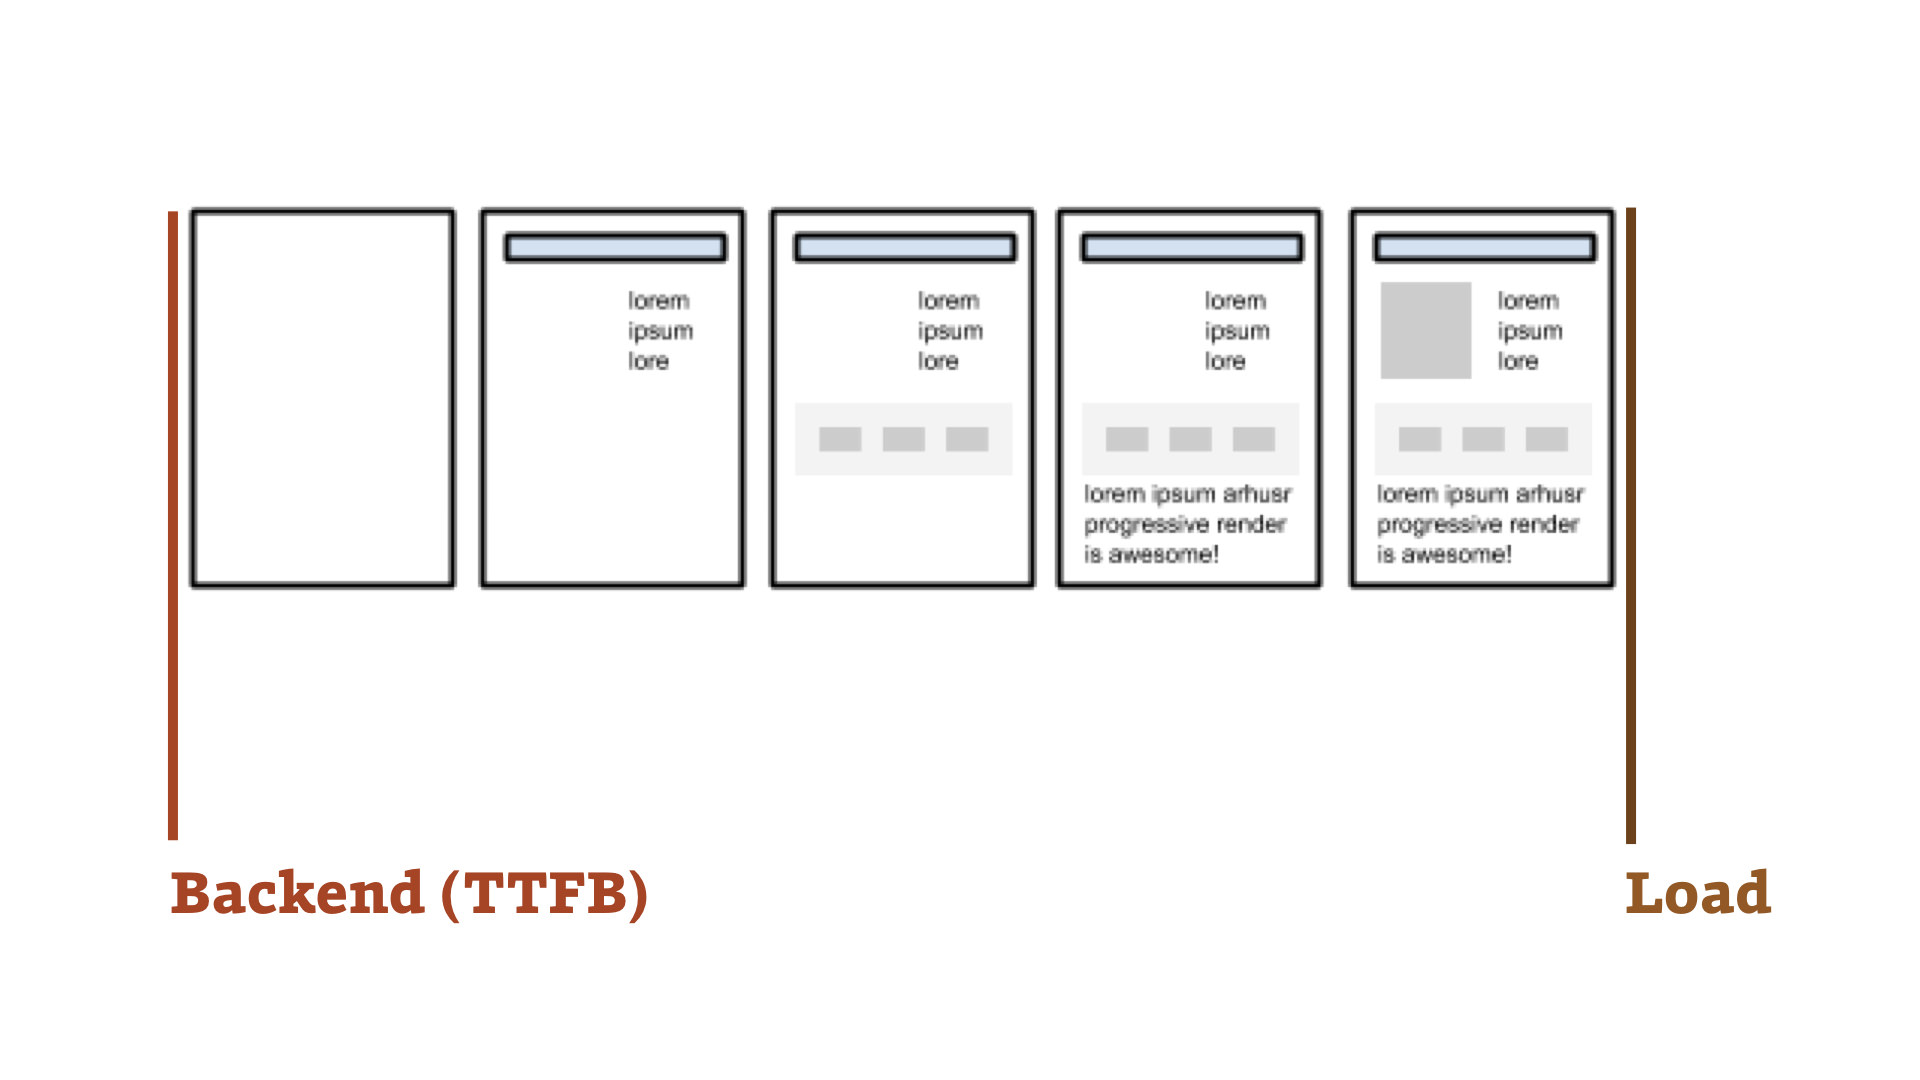 lorem
ipsum
lore
lorem
ipsum
lore
lorem
ipsum
lore
lorem ipsum arhusr
progressive render
is awesome!
lorem
ipsum
lore
lorem ipsum arhusr
progressive render
is awesome!
Backend (TTFB)
Load